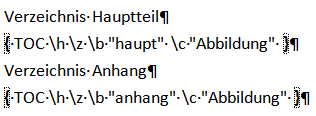 Verzeichnis·Hauptteil¶
{·TOC·\h·\z·\b·"haupt"·\c·"Abbildung"·}¶
Verzeichnis·Anhang¶
{·TOC·\h·\z·\b·"anhang"·\c·"Abbildung"·}¶